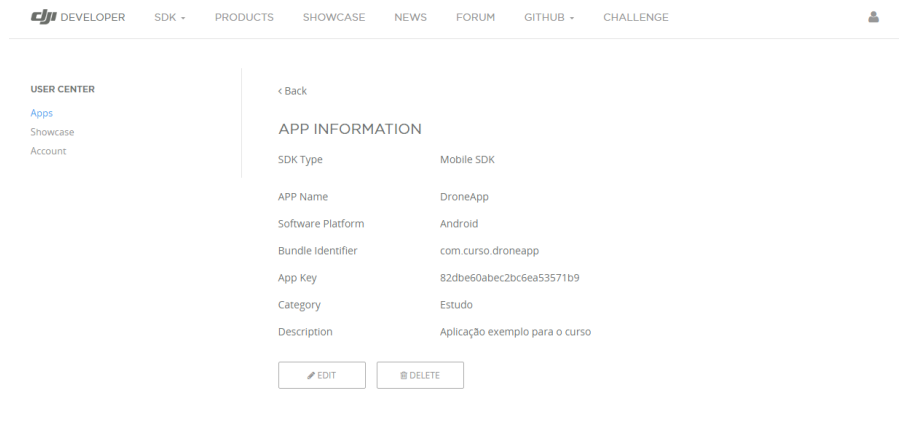 dji DEVELOPER SDK PRODUCTS SHOWCASE NEWS FORUM GITHUB CHALLENGE
USER CENTER
Apps
Showcase
Account
< Back
APP INFORMATION
SDK Type Mobile SDK
APP Name DroneApp
Software Platform Android
Bundle Identifier com.curso.droneapp
App Key 82dbe60abec2bc6ea53571b9
Category Estudo
Description Aplicação exemplo para o curso
EDIT DELETE